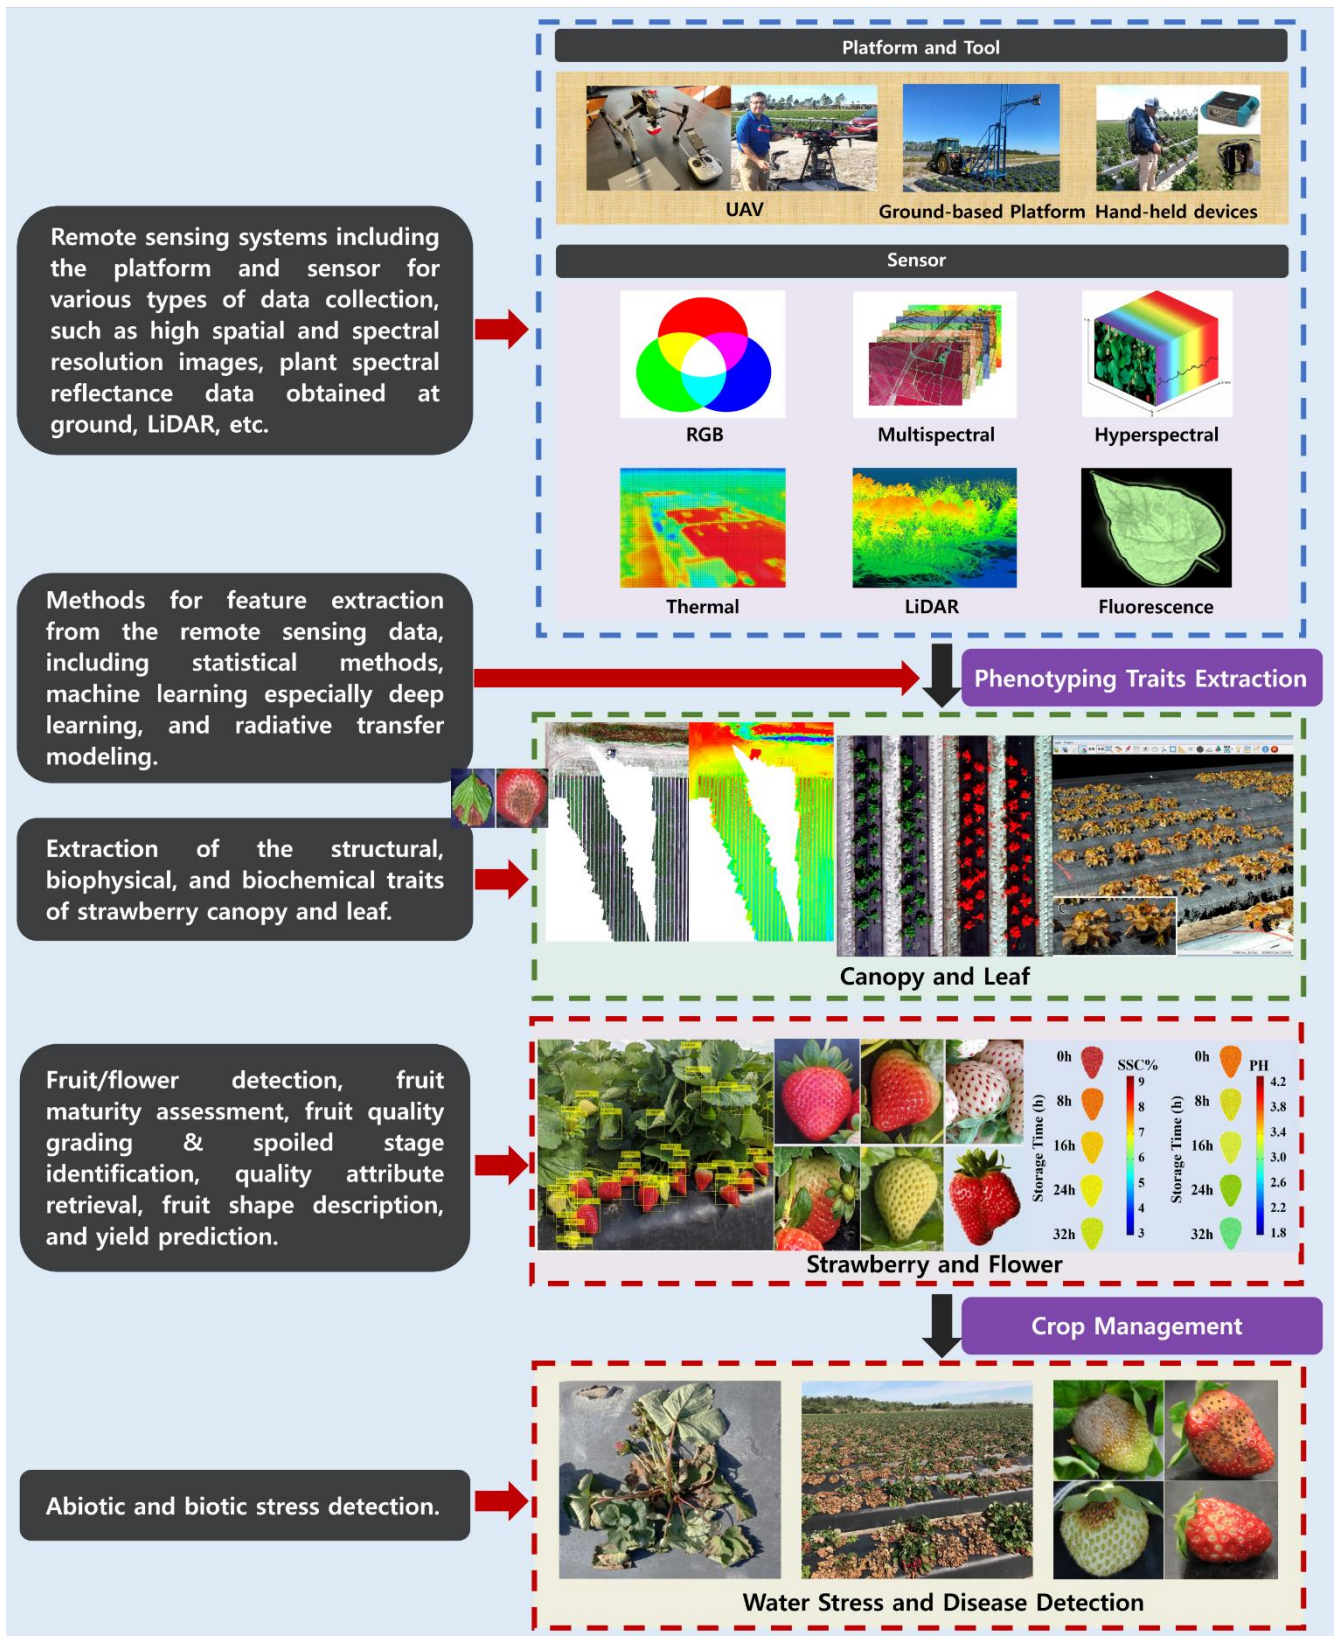 Platform and Tool
UAV
Ground-based Platform
Hand-held devices
Remote sensing systems including
the platform and sensor for
various types of data collection,
such as high spatial and spectral
resolution images, plant spectral
reflectance data obtained at
ground, LiDAR, etc.
Sensor
RGB
Multispectral
Hyperspectral
Thermal
LiDAR
Fluorescence
Methods for feature extraction
from the remote sensing data,
including statistical methods,
machine learning especially deep
learning, and radiative transfer
modeling.
Phenotyping Traits Extraction
Extraction of the structural,
biophysical, and biochemical traits
of strawberry canopy and leaf.
Canopy and Leaf
Fruit/flower detection, fruit
maturity assessment, fruit quality
grading & spoiled stage
identification, quality attribute
retrieval, fruit shape description,
and yield prediction.
Storage Time (h)
0h
8h
16h
24h
32h
SSC%
9
8
7
6
5
4
3
Storage Time (h)
0h
8h
16h
24h
32h
PH
4.2
3.8
3.4
3.0
2.6
2.2
1.8
Strawberry and Flower
Crop Management
Abiotic and biotic stress detection.
Water Stress and Disease Detection